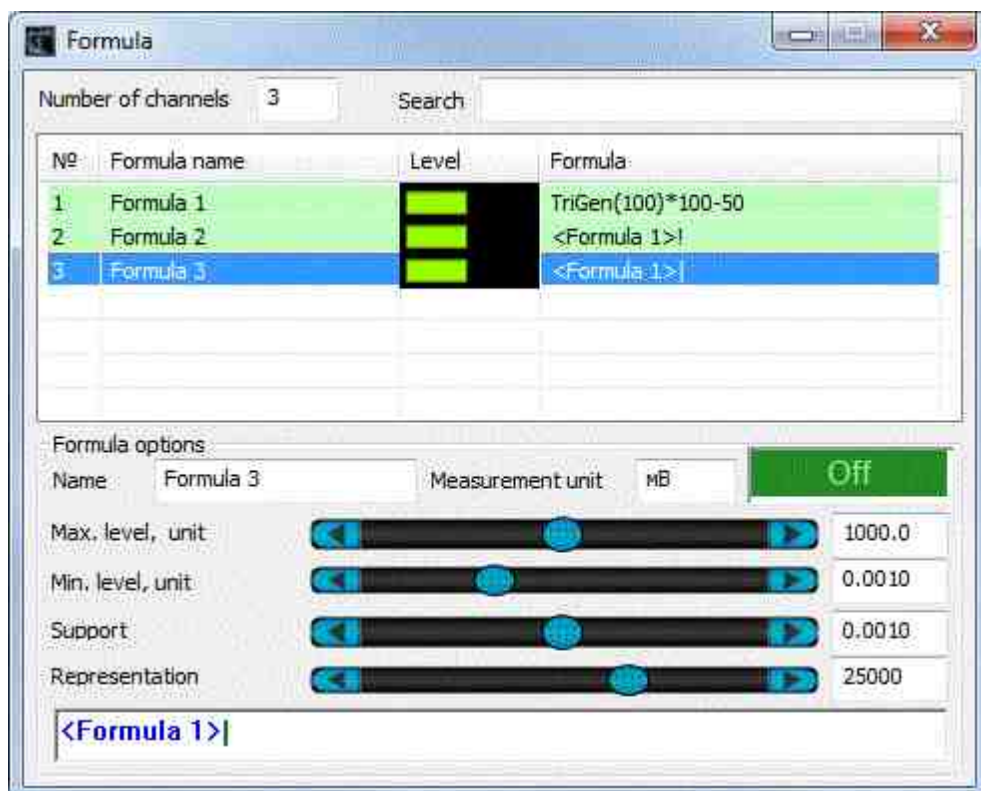 Formula
Number of channels 3 Search
Nº Formula name Level Formula
1 Formula 1 TriGen(100)*100-50
2 Formula 2 <Formula 1>!
3 Formula 3 <Formula 1>|
Formula options
Name Formula 3 Measurement unit мВ Off
Max. level, unit 1000.0
Min. level, unit 0.0010
Support 0.0010
Representation 25000
<Formula 1>|